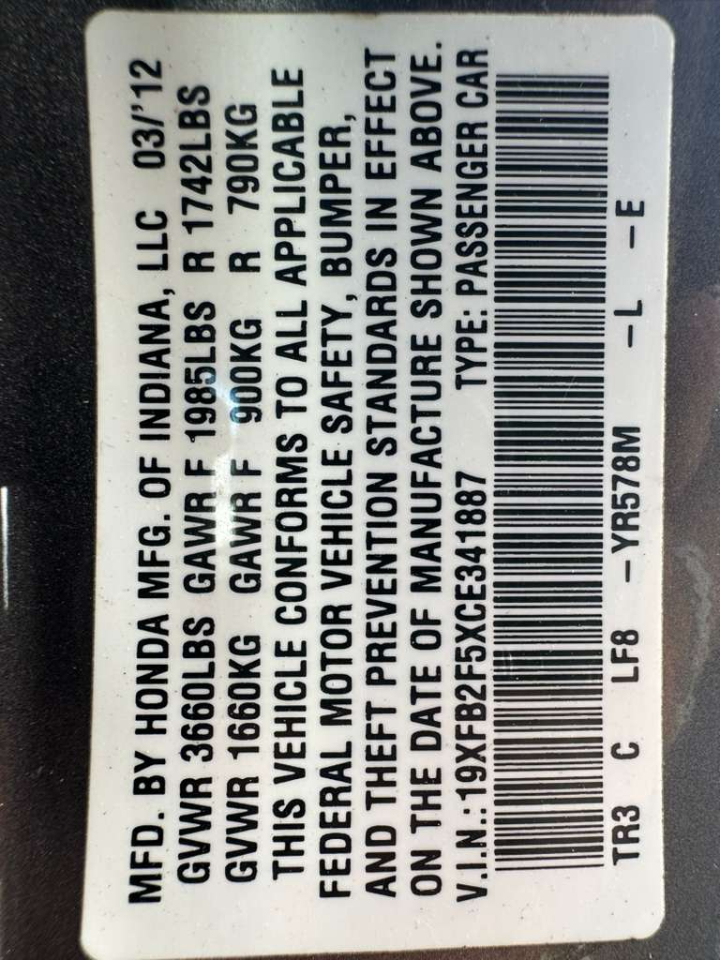 MFD. BY HONDA MFG. OF INDIANA, LLC 03/'12
GVWR 3660LBS GAWR F 1985LBS R 1742LBS
GVWR 1660KG GAWR F 900KG R 790KG
THIS VEHICLE CONFORMS TO ALL APPLICABLE
FEDERAL MOTOR VEHICLE SAFETY, BUMPER,
AND THEFT PREVENTION STANDARDS IN EFFECT
ON THE DATE OF MANUFACTURE SHOWN ABOVE.
V.I.N.: 19XFB2F5XCE341887 TYPE: PASSENGER CAR
TR3 C LF8 - YR578M - L - E